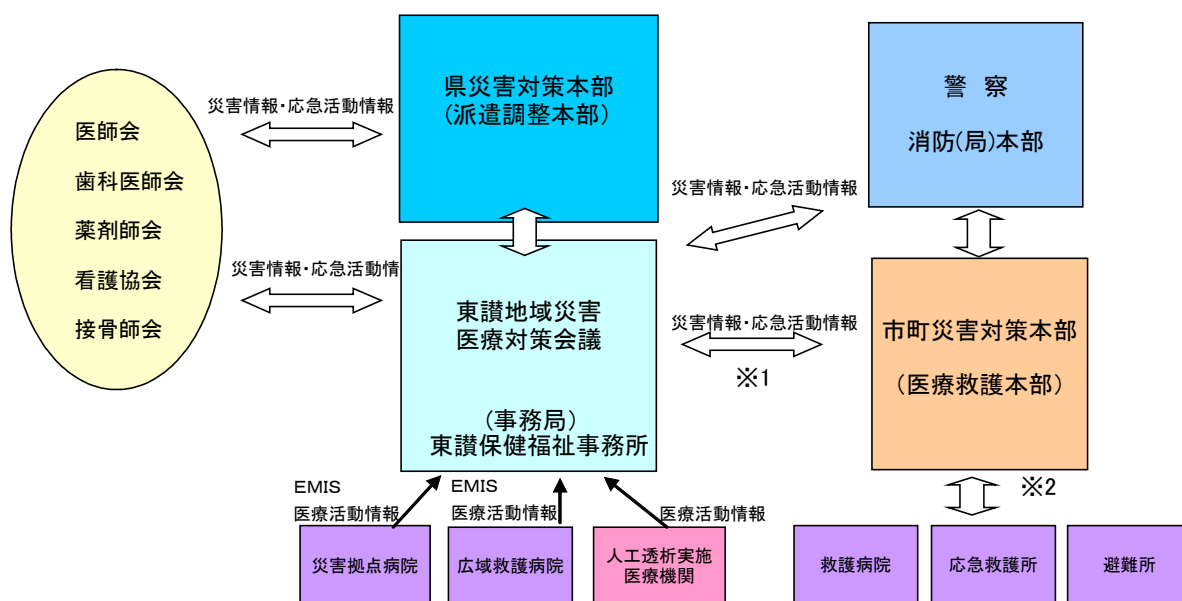 医師会
歯科医師会
薬剤師会
看護協会
接骨師会
災害情報・応急活動情報
災害情報・応急活動情
県災害対策本部
(派遣調整本部)
東讃地域災害
医療対策会議
(事務局)
東讃保健福祉事務所
災害情報・応急活動情報
災害情報・応急活動情報
※1
警 察
消防(局)本部
市町災害対策本部
(医療救護本部)
※2
EMIS
医療活動情報
EMIS
医療活動情報
医療活動情報
災害拠点病院
広域救護病院
人工透析実施
医療機関
救護病院
応急救護所
避難所